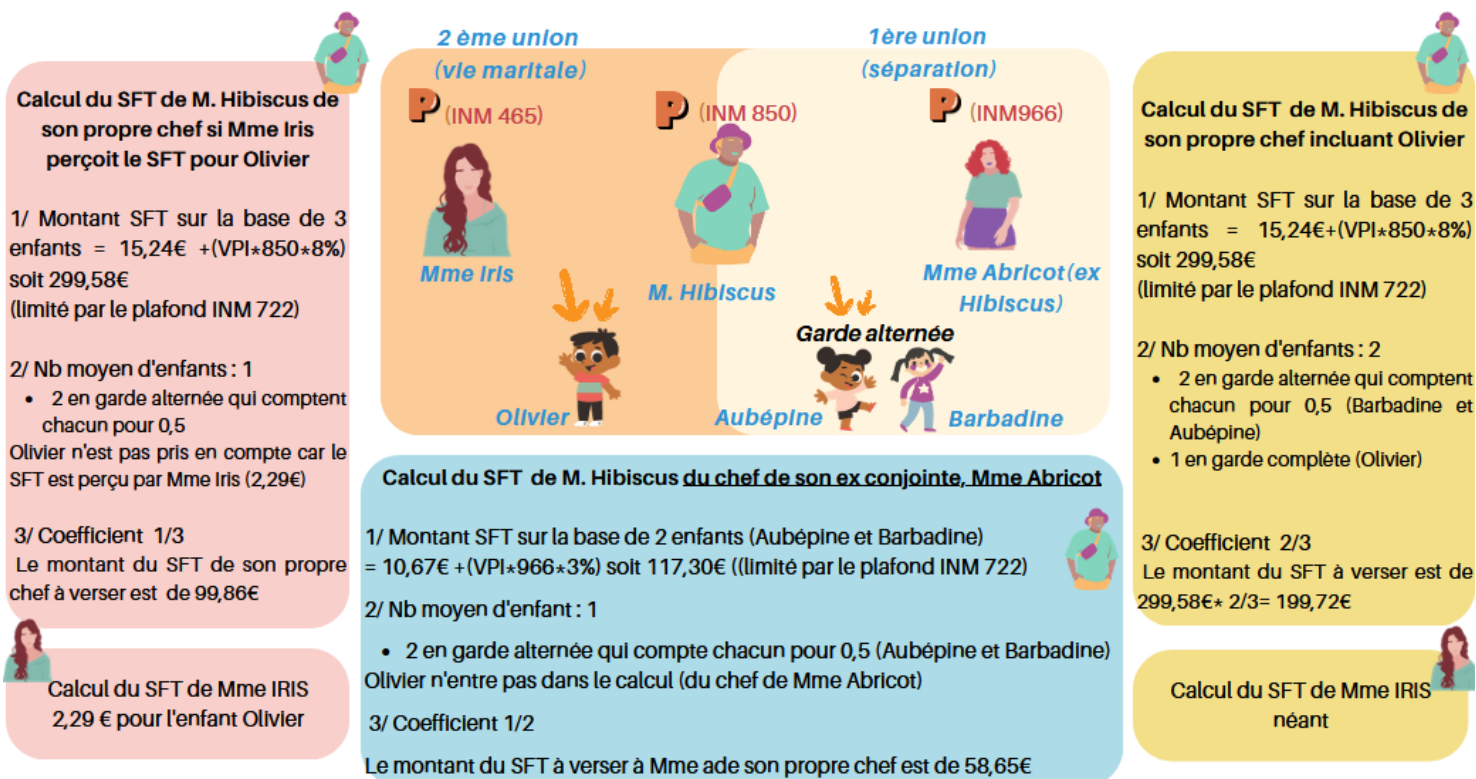 2 ème union
(vie maritale)
1ère union
(séparation)
P (INM 465)
P (INM 850)
P (INM966)
Mme Iris
M. Hibiscus
Mme Abricot(ex
Hibiscus)
Garde alternée
Olivier
Aubépine
Barbadine
Calcul du SFT de M. Hibiscus de
son propre chef si Mme Iris
perçoit le SFT pour Olivier
1/ Montant SFT sur la base de 3
enfants = 15,24€ +(VPI*850*8%)
soit 299,58€
(limité par le plafond INM 722)
2/ Nb moyen d'enfants : 1
• 2 en garde alternée qui comptent
chacun pour 0,5
Olivier n'est pas pris en compte car le
SFT est perçu par Mme Iris (2,29€)
3/ Coefficient 1/3
Le montant du SFT de son propre
chef à verser est de 99,86€
Calcul du SFT de Mme IRIS
2,29 € pour l'enfant Olivier
Calcul du SFT de M. Hibiscus du chef de son ex conjointe, Mme Abricot
1/ Montant SFT sur la base de 2 enfants (Aubépine et Barbadine)
= 10,67€ +(VPI*966*3%) soit 117,30€ ((limité par le plafond INM 722)
2/ Nb moyen d'enfant : 1
• 2 en garde alternée qui compte chacun pour 0,5 (Aubépine et Barbadine)
Olivier n'entre pas dans le calcul (du chef de Mme Abricot)
3/ Coefficient 1/2
Le montant du SFT à verser à Mme ade son propre chef est de 58,65€
Calcul du SFT de M. Hibiscus de
son propre chef incluant Olivier
1/ Montant SFT sur la base de 3
enfants = 15,24€+(VPI*850*8%)
soit 299,58€
(limité par le plafond INM 722)
2/ Nb moyen d'enfants : 2
• 2 en garde alternée qui comptent
chacun pour 0,5 (Barbadine et
Aubépine)
• 1 en garde complète (Olivier)
3/ Coefficient 2/3
Le montant du SFT à verser est de
299,58€* 2/3= 199,72€
Calcul du SFT de Mme IRIS
néant